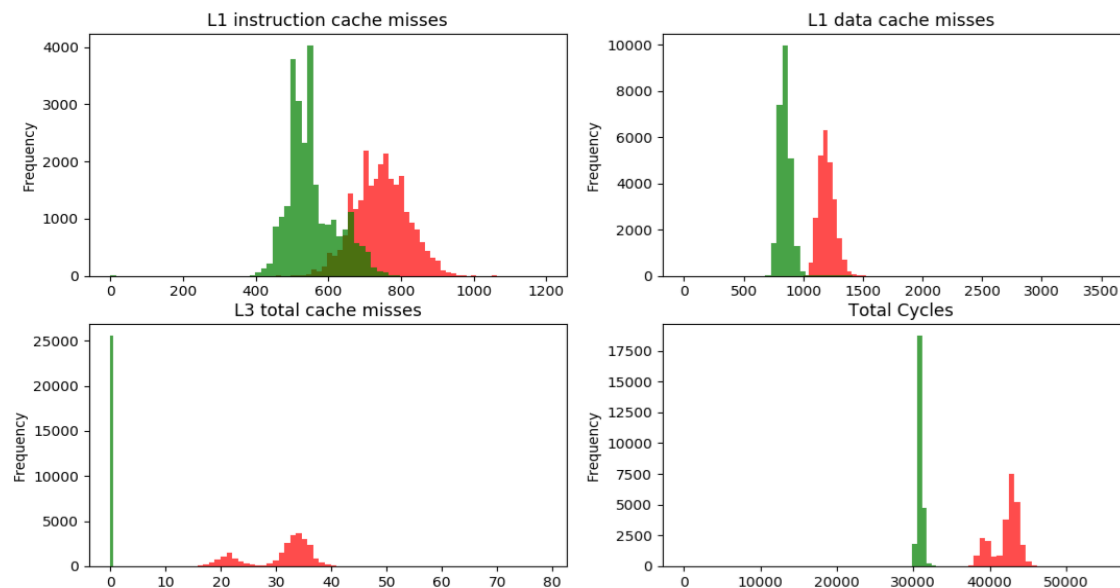 L1 instruction cache misses
Frequency
4000
3000
2000
1000
0
0 200 400 600 800 1000 1200
L1 data cache misses
Frequency
10000
8000
6000
4000
2000
0
0 500 1000 1500 2000 2500 3000 3500
L3 total cache misses
Frequency
25000
20000
15000
10000
5000
0
0 10 20 30 40 50 60 70 80
Total Cycles
Frequency
17500
15000
12500
10000
7500
5000
2500
0
0 10000 20000 30000 40000 50000